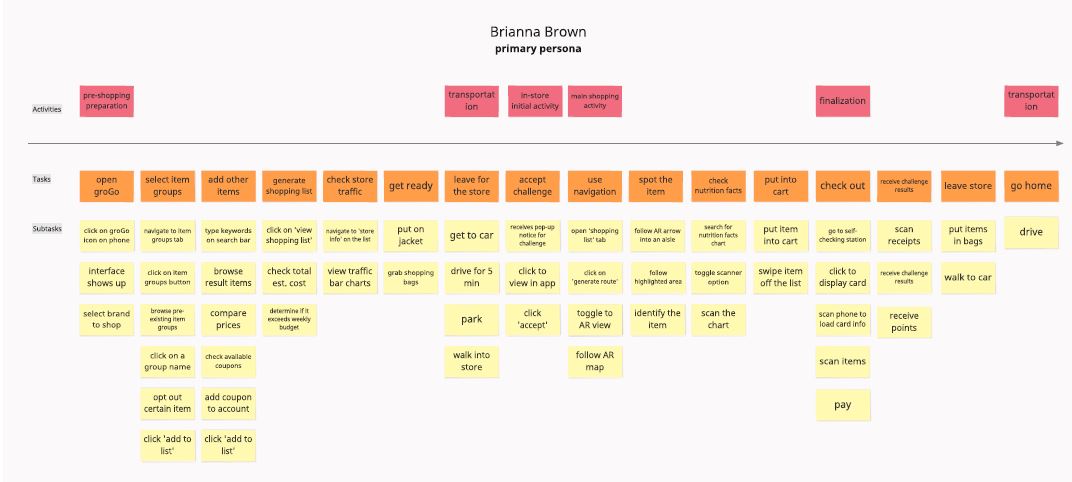 Brianna Brown
primary persona
Activities
pre-shopping
preparation
transportat
ion
in-store
initial activity
main shopping
activity
finalization
transportat
ion
Tasks
open
groGo
select item
groups
add other
items
generate
shopping list
check store
traffic
get ready
leave for
the store
accept
challenge
use
navigation
spot the
item
check
nutrition facts
put into
cart
check out
receive challenge
results
leave store
go home
Subtasks
click on groGo
icon on phone
interface
shows up
select brand
to shop
navigate to item
groups tab
click on item
groups button
browse pre-
existing item
groups
click on a
group name
opt out
certain item
click 'add to
list'
type keywords
on search bar
browse
result items
compare
prices
check available
coupons
add coupon
to account
click 'add to
list'
click on 'view
shopping list'
check total
est. cost
determine if it
exceeds weekly
budget
navigate to 'store
info' on the list
view traffic
bar charts
put on
jacket
grab shopping
bags
get to car
drive for 5
min
park
walk into
store
receives pop-up
notice for
challenge
click to
view in app
click
'accept'
open 'shopping
list' tab
click on
'generate route'
toggle to
AR view
follow AR
map
follow AR arrow
into an aisle
follow
highlighted area
identify the
item
search for
nutrition facts
chart
toggle scanner
option
scan the
chart
put item
into cart
swipe item
off the list
go to self-
checking station
click to
display card
scan phone to
load card info
scan items
pay
scan
receipts
receive challenge
results
receive
points
put items
in bags
walk to car
drive